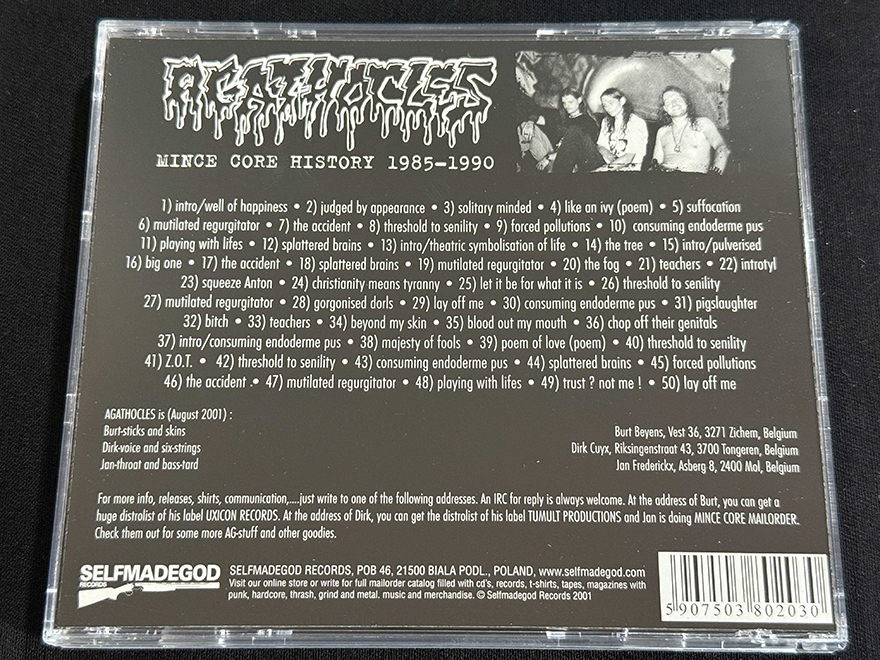 AGATHOCLES
MINCE CORE HISTORY 1985-1990
1) intro/well of happiness • 2) judged by appearance • 3) solitary minded • 4) like an ivy (poem) • 5) suffocation
6) mutilated regurgitator • 7) the accident • 8) threshold to senility • 9) forced pollutions • 10) consuming endoderme pus
11) playing with lifes • 12) splattered brains • 13) intro/theatric symbolisation of life • 14) the tree • 15) intro/pulverised
16) big one • 17) the accident • 18) splattered brains • 19) mutilated regurgitator • 20) the fog • 21) teachers • 22) introtyl
23) squeeze Anton • 24) christianity means tyranny • 25) let it be for what it is • 26) threshold to senility
27) mutilated regurgitator • 28) gorgonised dorls • 29) lay off me • 30) consuming endoderme pus • 31) pigslaughter
32) bitch • 33) teachers • 34) beyond my skin • 35) blood out my mouth • 36) chop off their genitals
37) intro/consuming endoderme pus • 38) majesty of fools • 39) poem of love (poem) • 40) threshold to senility
41) Z.O.T. • 42) threshold to senility • 43) consuming endoderme pus • 44) splattered brains • 45) forced pollutions
46) the accident .• 47) mutilated regurgitator • 48) playing with lifes • 49) trust ? not me ! • 50) lay off me
AGATHOCLES is (August 2001) :
Burt-sticks and skins
Dirk-voice and six-strings
Jan-throat and bass-tard
Burt Beyens, Vest 36, 3271 Zichem, Belgium
Dirk Cuyx, Riksingenstraat 43, 3700 Tongeren, Belgium
Jan Frederickx, Asberg 8, 2400 Mol, Belgium
For more info, releases, shirts, communication,....just write to one of the following addresses. An IRC for reply is always welcome. At the address of Burt, you can get a
huge distrolist of his label UXICON RECORDS. At the address of Dirk, you can get the distrolist of his label TUMULT PRODUCTIONS and Jan is doing MINCE CORE MAILORDER.
Check them out for some more AG-stuff and other goodies.
SELFMADEGOD
RECORDS
SELFMADEGOD RECORDS, POB 46, 21500 BIALA PODL., POLAND, www.selfmadegod.com
Visit our online store or write for full mailorder catalog filled with cd's, records, t-shirts, tapes, magazines with
punk, hardcore, thrash, grind and metal. music and merchandise. © Selfmadegod Records 2001
5 907503 802030